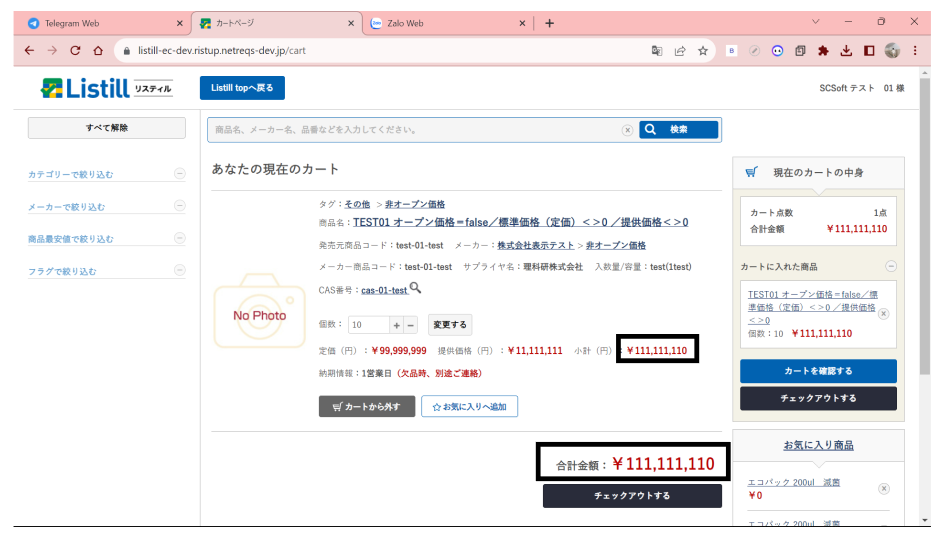 Telegram Web
カートページ
Zalo Web
listill-ec-dev.ristup.netreqs-dev.jp/cart
Listill リスティル
Listill topへ戻る
SCSoft テスト 01 様
すべて解除
商品名、メーカー名、品番などを入力してください。
検索
カテゴリーで絞り込む
メーカーで絞り込む
商品最安値で絞り込む
フラグで絞り込む
あなたの現在のカート
タグ：その他 > 非オープン価格
商品名：TEST01 オープン価格＝false／標準価格（定価）＜＞0 ／提供価格＜＞0
発売元商品コード：test-01-test メーカー：株式会社表示テスト > 非オープン価格
メーカー商品コード：test-01-test サプライヤ名：理科研株式会社 入数量/容量：test(1test)
CAS番号：cas-01-test
No Photo
個数： 10 + − 変更する
定価（円）：￥99,999,999 提供価格（円）：￥11,111,111 小計（円）：￥111,111,110
納期情報：1営業日（欠品時、別途ご連絡）
カートから外す
☆お気に入りへ追加
合計金額：￥111,111,110
チェックアウトする
現在のカートの中身
カート点数 1点
合計金額 ￥111,111,110
カートに入れた商品
TEST01 オープン価格＝false／標
準価格（定価）＜＞0 ／提供価格
＜＞0
個数：10 ￥111,111,110
カートを確認する
チェックアウトする
お気に入り商品
エコパック 200ul 滅菌
￥0
エコパック 200ul 滅菌